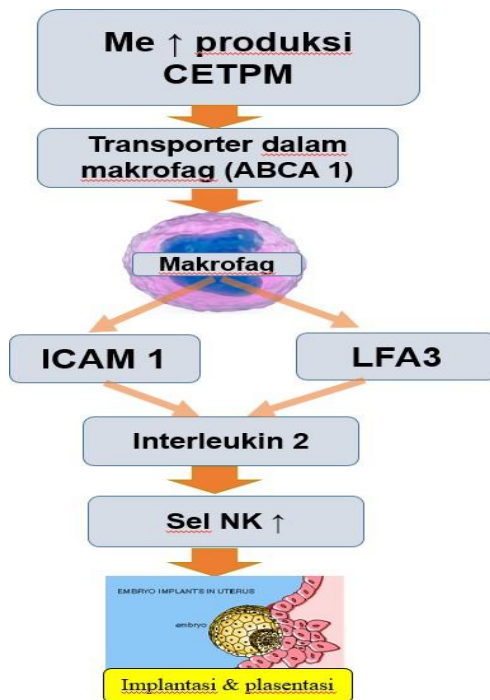 Me ↑ produksi
CETPM
Transporter dalam
makrofag (ABCA 1)
Makrofag
ICAM 1
LFA3
Interleukin 2
Sel NK ↑
EMBRYO IMPLANTS IN UTERUS
embryo
Implantasi & plasentasi